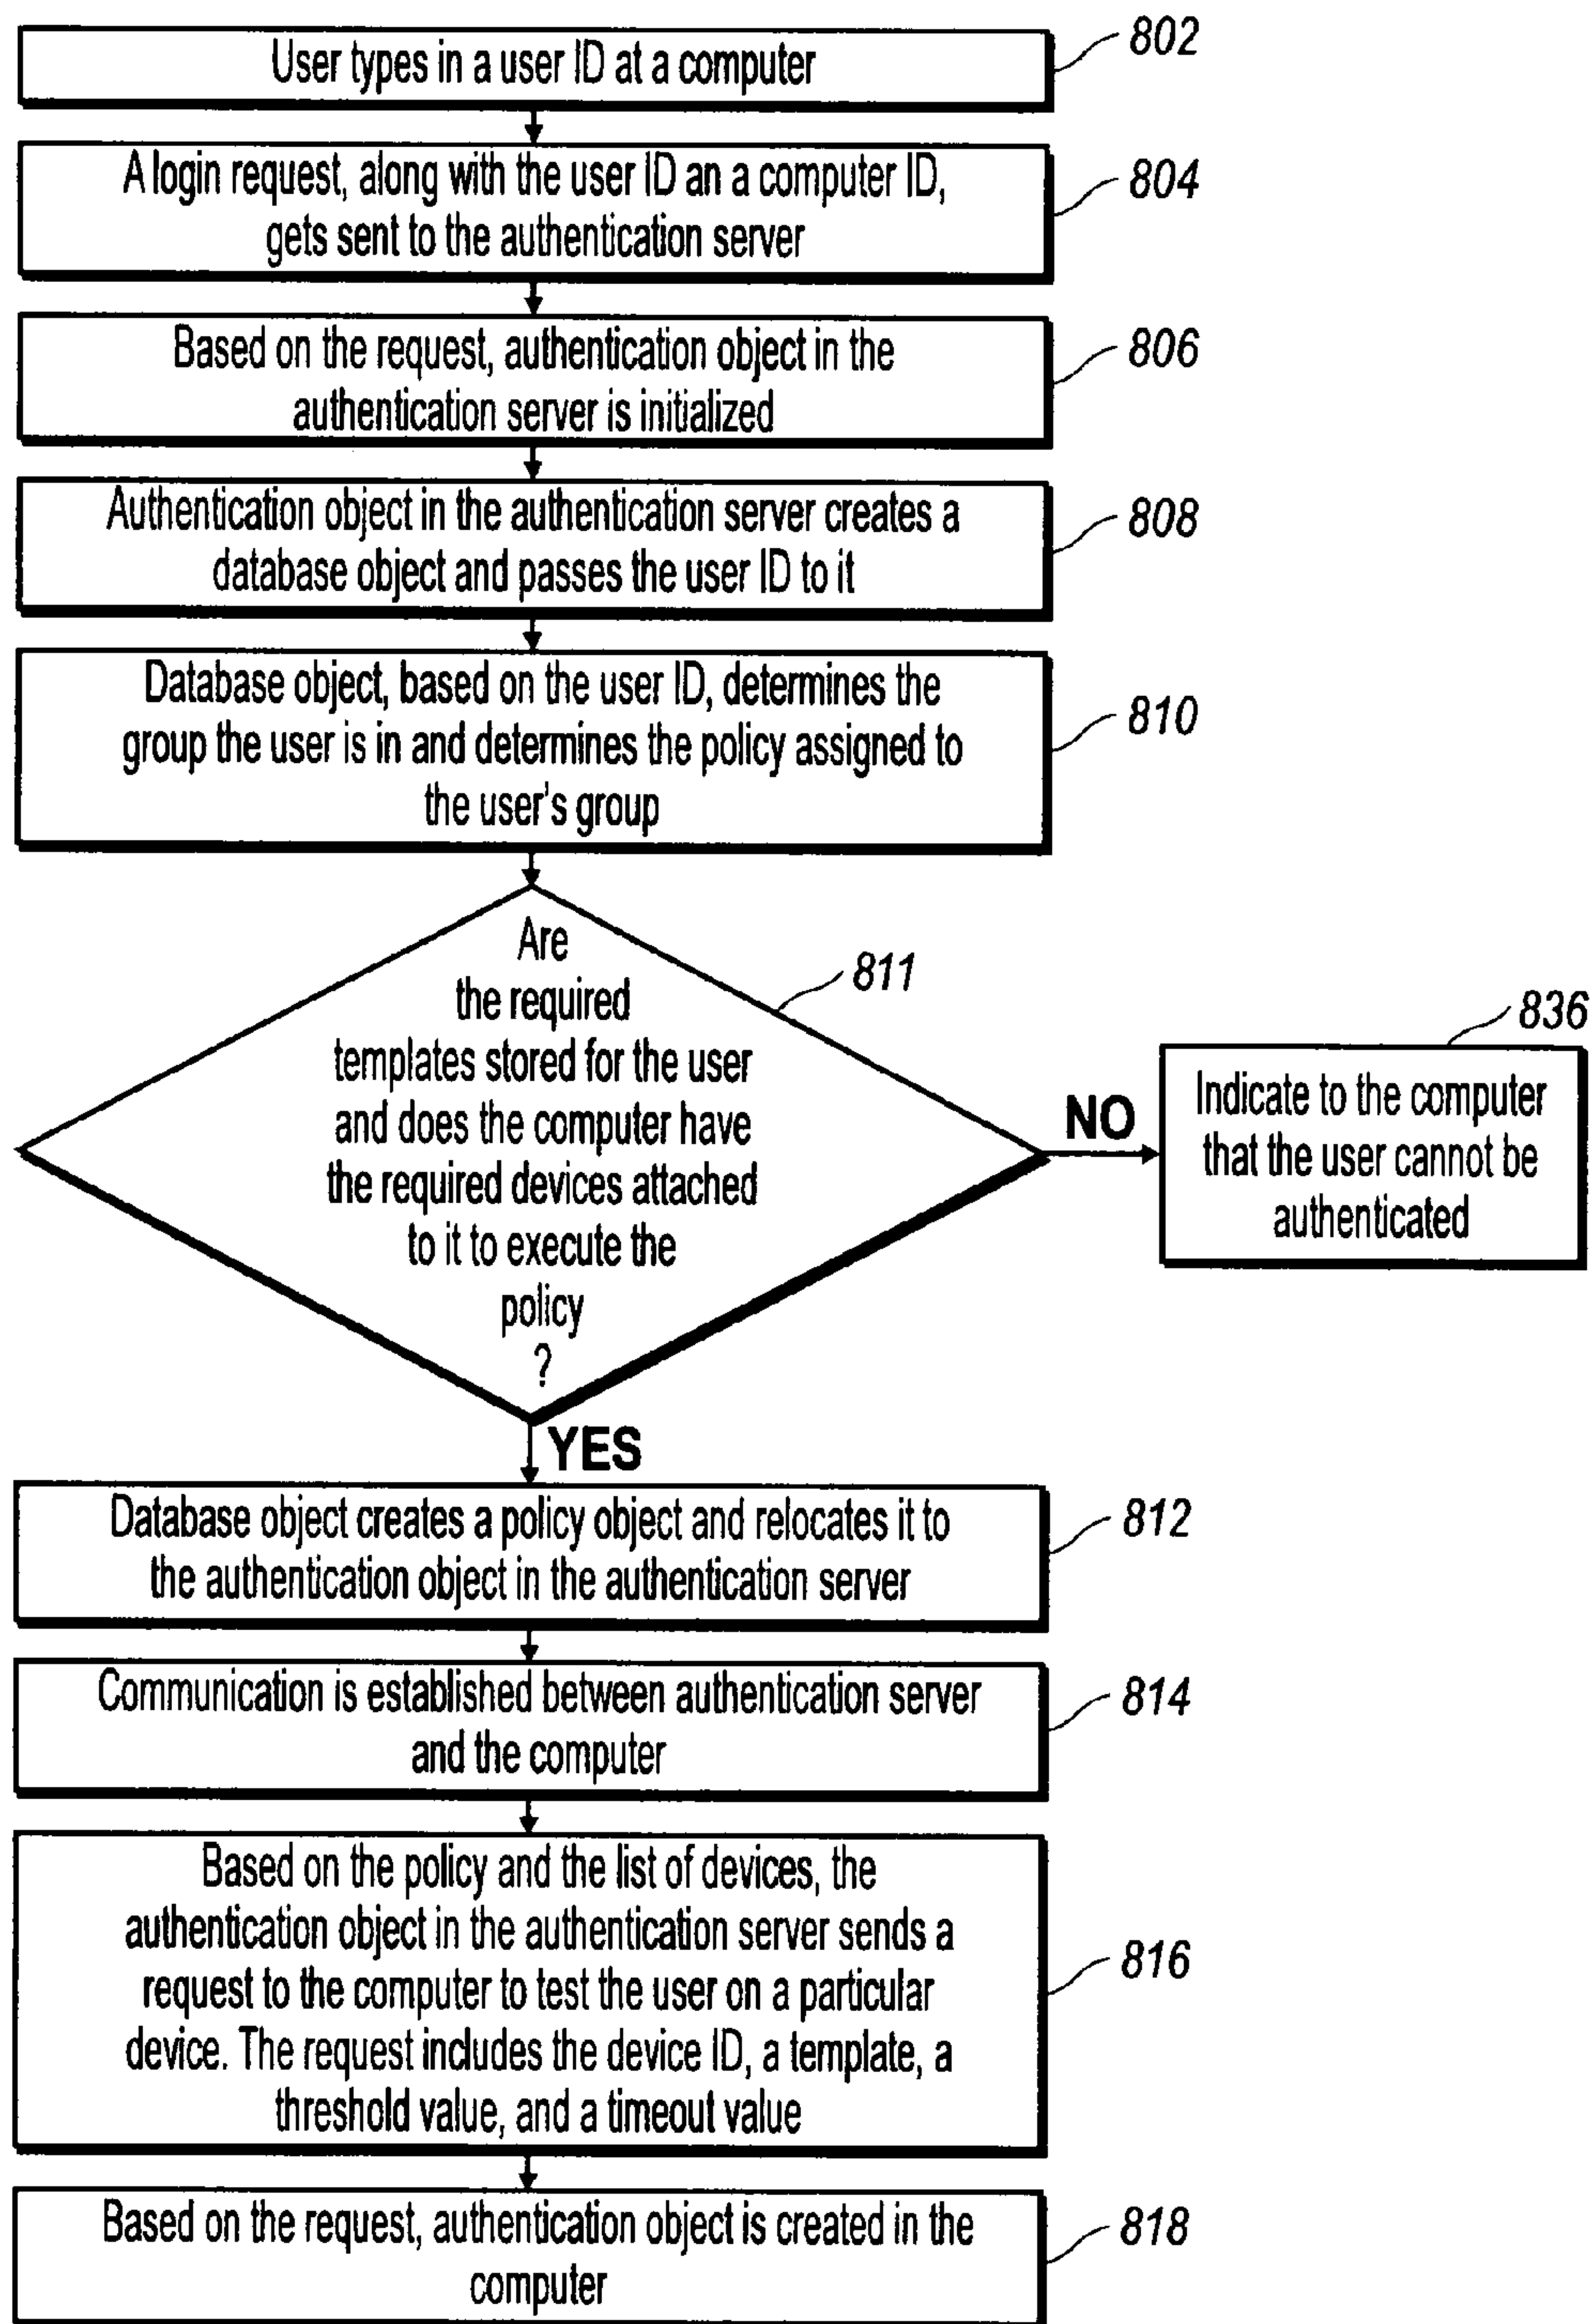 User types in a user ID at a computer
802
A login request, along with the user ID an a computer ID,
gets sent to the authentication server
804
Based on the request, authentication object in the
authentication server is initialized
806
Authentication object in the authentication server creates a
database object and passes the user ID to it
808
Database object, based on the user ID, determines the
group the user is in and determines the policy assigned to
the user's group
810
Are
the required
templates stored for the user
and does the computer have
the required devices attached
to it to execute the
policy
?
811
NO
836
Indicate to the computer
that the user cannot be
authenticated
YES
Database object creates a policy object and relocates it to
the authentication object in the authentication server
812
Communication is established between authentication server
and the computer
814
Based on the policy and the list of devices, the
authentication object in the authentication server sends a
request to the computer to test the user on a particular
device. The request includes the device ID, a template, a
threshold value, and a timeout value
816
Based on the request, authentication object is created in the
computer
818